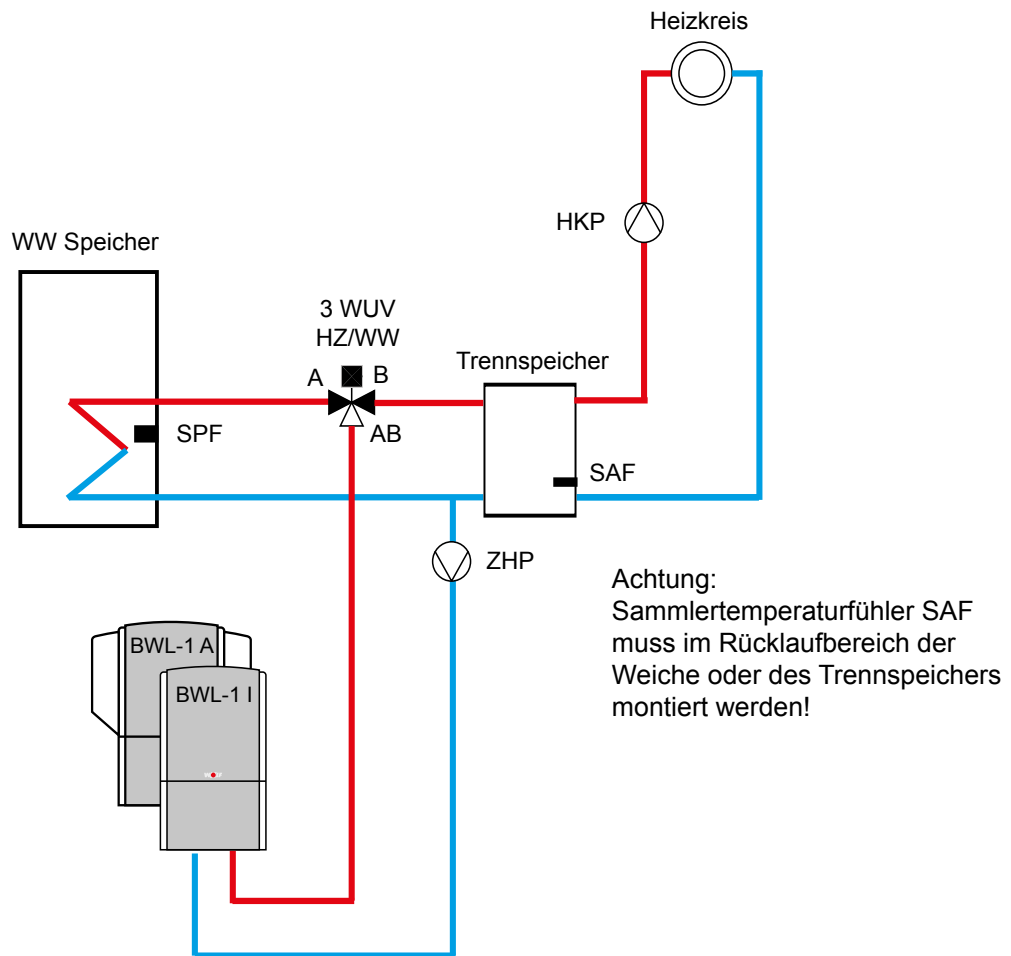 Heizkreis
HKP
WW Speicher
3 WUV
HZ/WW
A
B
AB
Trennspeicher
SPF
SAF
ZHP
Achtung:
Sammlertemperaturfühler SAF
muss im Rücklaufbereich der
Weiche oder des Trennspeichers
montiert werden!
BWL-1 A
BWL-1 I